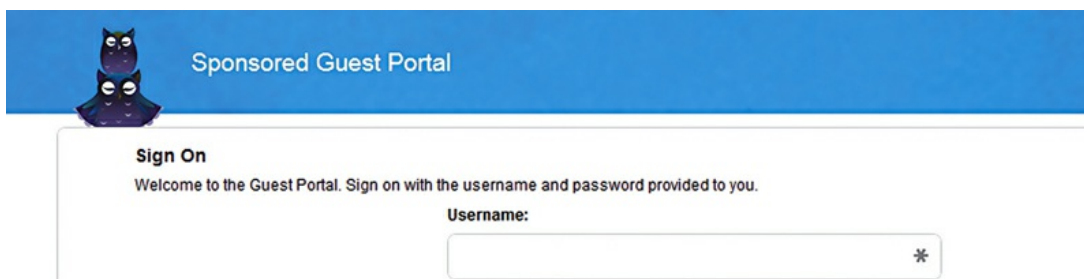 Sponsored Guest Portal
Sign On
Welcome to the Guest Portal. Sign on with the username and password provided to you.
Username:
*